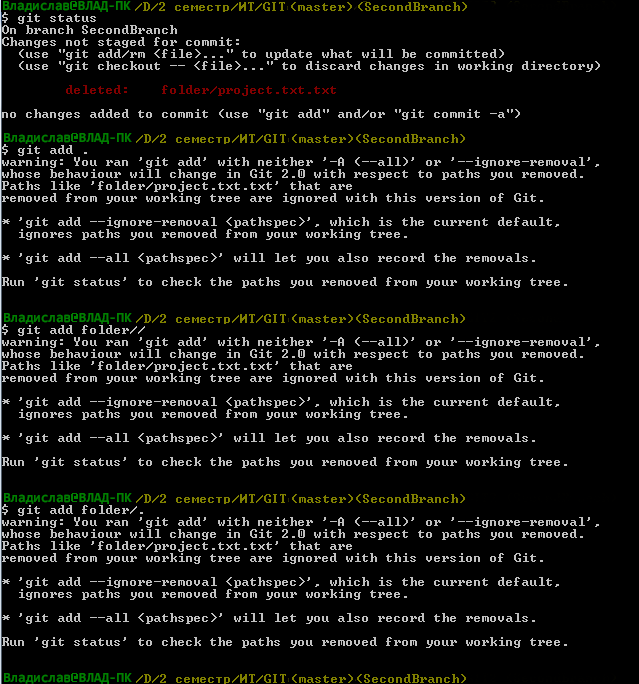 Владислав@ВЛАД-ПК /D/2 семестр/ИТ/GIT (master)(SecondBranch)
$ git status
On branch SecondBranch
Changes not staged for commit:
  (use "git add/rm <file>..." to update what will be committed)
  (use "git checkout -- <file>..." to discard changes in working directory)
        deleted:    folder/project.txt.txt
no changes added to commit (use "git add" and/or "git commit -a")
Владислав@ВЛАД-ПК /D/2 семестр/ИТ/GIT (master)(SecondBranch)
$ git add .
warning: You ran 'git add' with neither '-A (--all)' or '--ignore-removal',
whose behaviour will change in Git 2.0 with respect to paths you removed.
Paths like 'folder/project.txt.txt' that are
removed from your working tree are ignored with this version of Git.
* 'git add --ignore-removal <pathspec>', which is the current default,
  ignores paths you removed from your working tree.
* 'git add --all <pathspec>' will let you also record the removals.
Run 'git status' to check the paths you removed from your working tree.
Владислав@ВЛАД-ПК /D/2 семестр/ИТ/GIT (master)(SecondBranch)
$ git add folder//
warning: You ran 'git add' with neither '-A (--all)' or '--ignore-removal',
whose behaviour will change in Git 2.0 with respect to paths you removed.
Paths like 'folder/project.txt.txt' that are
removed from your working tree are ignored with this version of Git.
* 'git add --ignore-removal <pathspec>', which is the current default,
  ignores paths you removed from your working tree.
* 'git add --all <pathspec>' will let you also record the removals.
Run 'git status' to check the paths you removed from your working tree.
Владислав@ВЛАД-ПК /D/2 семестр/ИТ/GIT (master)(SecondBranch)
$ git add folder/.
warning: You ran 'git add' with neither '-A (--all)' or '--ignore-removal',
whose behaviour will change in Git 2.0 with respect to paths you removed.
Paths like 'folder/project.txt.txt' that are
removed from your working tree are ignored with this version of Git.
* 'git add --ignore-removal <pathspec>', which is the current default,
  ignores paths you removed from your working tree.
* 'git add --all <pathspec>' will let you also record the removals.
Run 'git status' to check the paths you removed from your working tree.
Владислав@ВЛАД-ПК /D/2 семестр/ИТ/GIT (master)(SecondBranch)